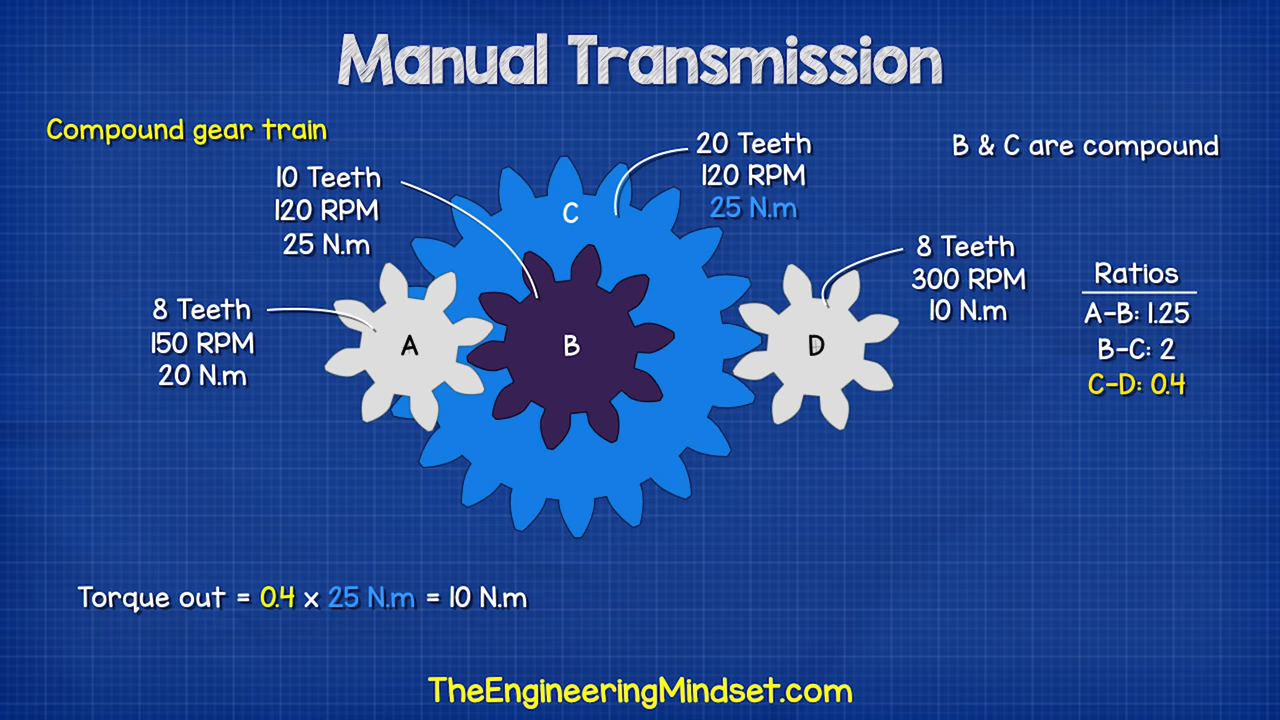 Manual Transmission
Compound gear train
B & C are compound
10 Teeth
120 RPM
25 N.m
20 Teeth
120 RPM
25 N.m
8 Teeth
150 RPM
20 N.m
8 Teeth
300 RPM
10 N.m
A
B
C
D
Ratios
A-B: 1.25
B-C: 2
C-D: 0.4
Torque out = 0.4 x 25 N.m = 10 N.m
TheEngineeringMindset.com